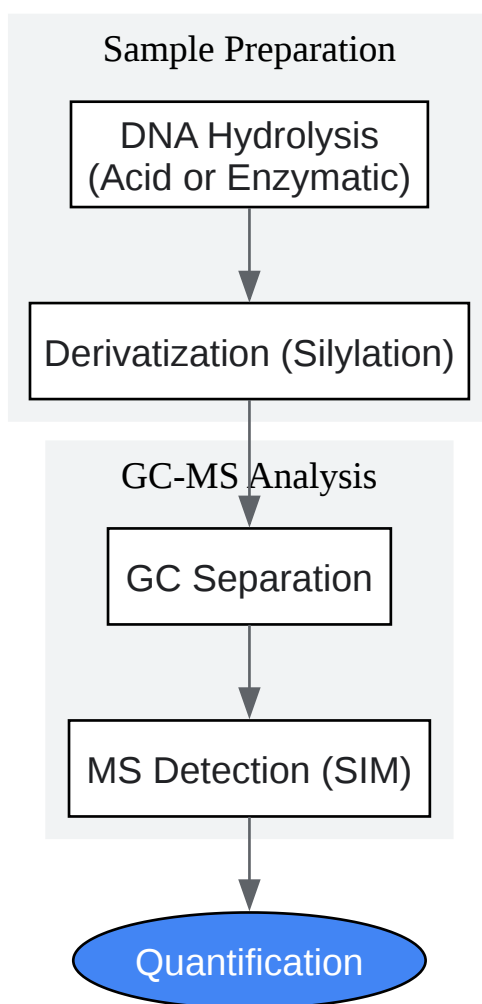 Sample Preparation
DNA Hydrolysis
(Acid or Enzymatic)
Derivatization (Silylation)
GC-MS Analysis
GC Separation
MS Detection (SIM)
Quantification